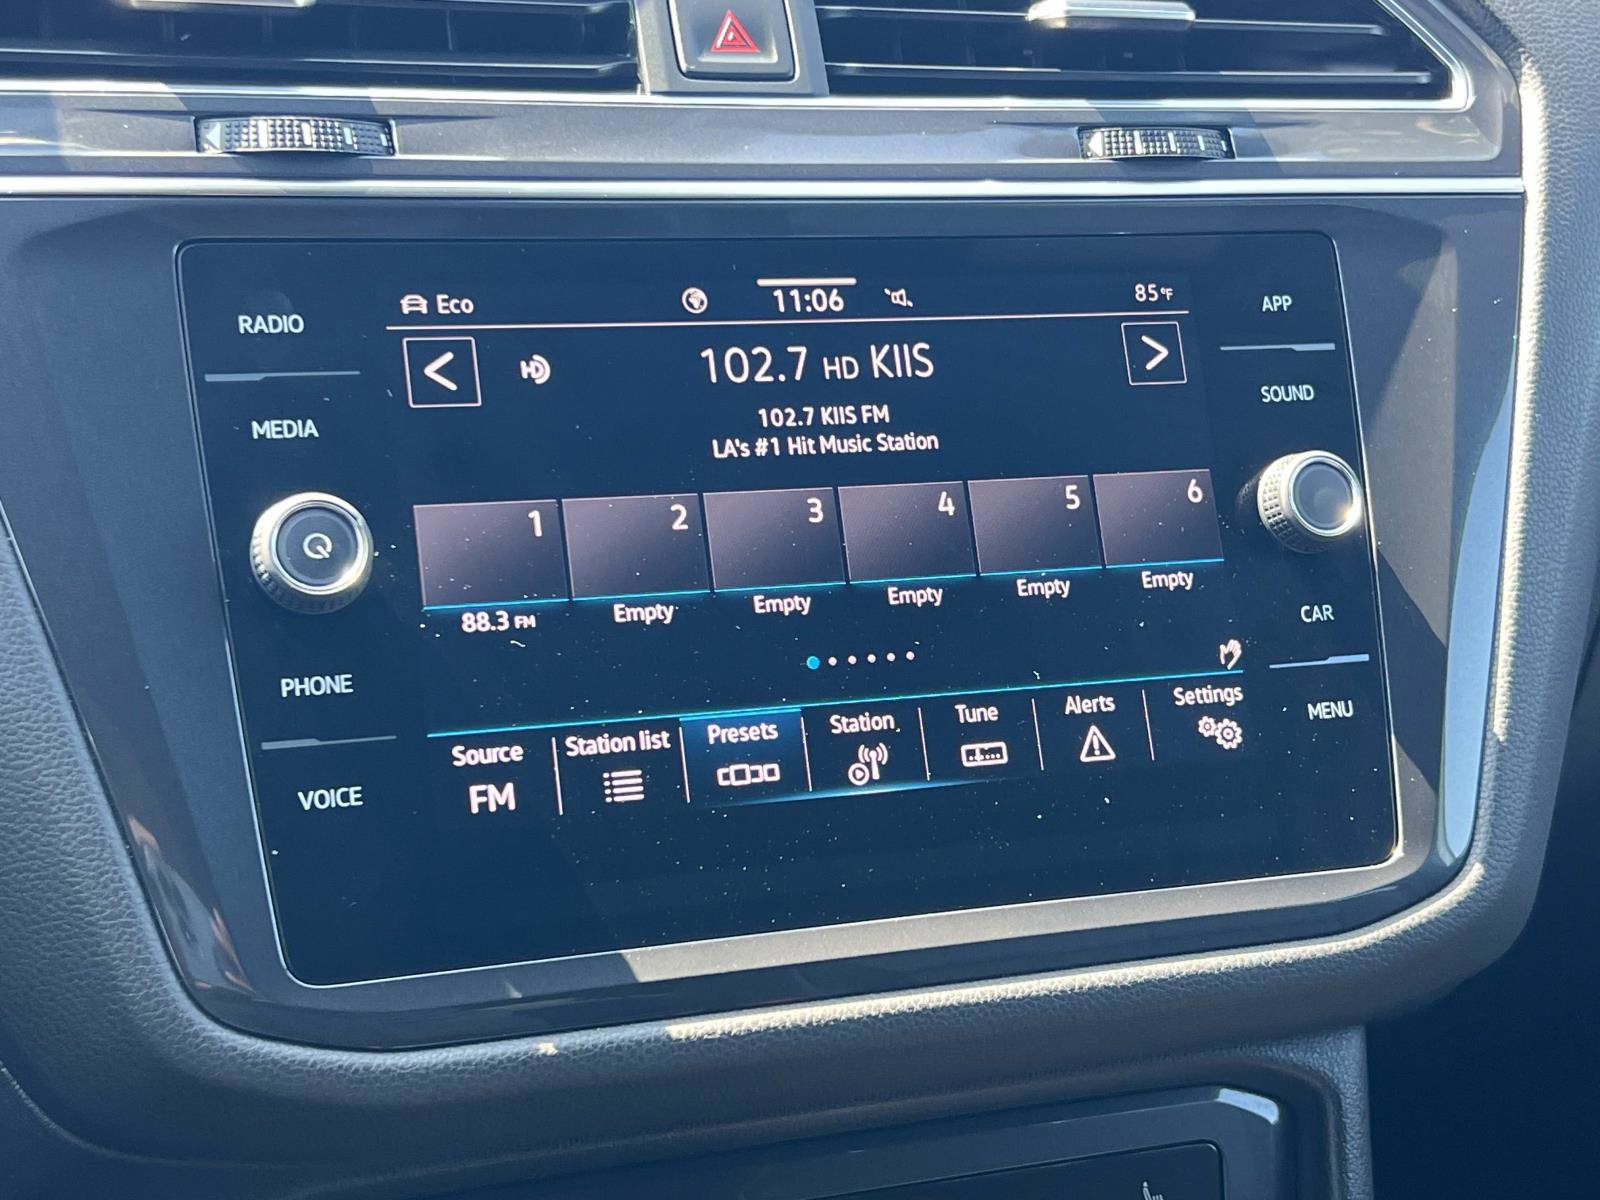 RADIO
MEDIA
PHONE
VOICE
Eco
11:06
85°F
102.7 HD KIIS
102.7 KIIS FM
LA's #1 Hit Music Station
1 2 3 4 5 6
88.3 FM Empty Empty Empty Empty Empty
Source Station list Presets Station Tune Alerts Settings
FM
APP
SOUND
CAR
MENU